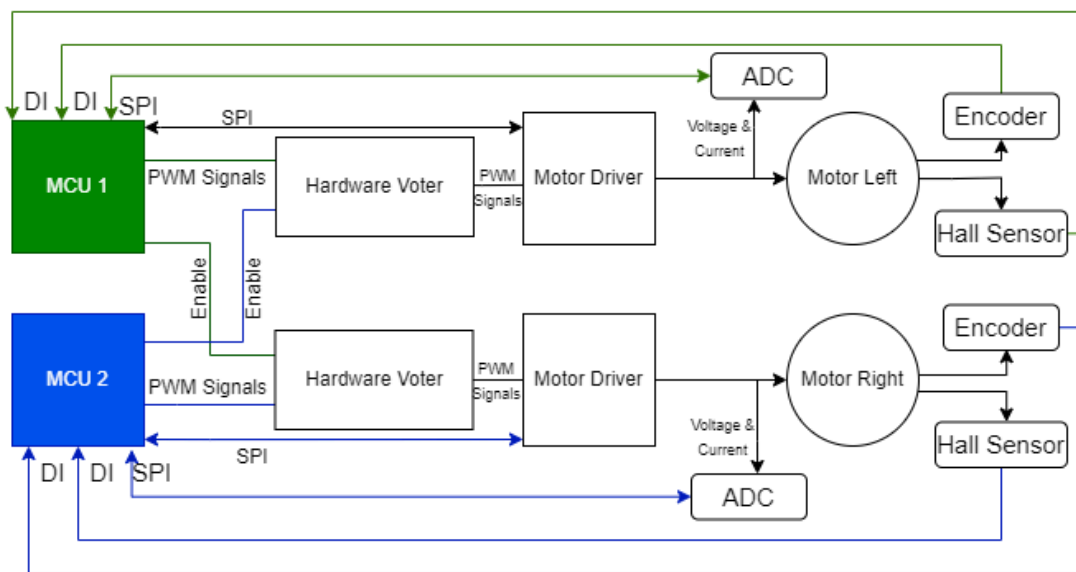 ADC
DI
DI
SPI
SPI
Encoder
Voltage &
Current
MCU 1
PWM Signals
Hardware Voter
PWM
Signals
Motor Driver
Motor Left
Hall Sensor
Enable
Enable
Encoder
MCU 2
PWM Signals
Hardware Voter
PWM
Signals
Motor Driver
Motor Right
Voltage &
Current
Hall Sensor
SPI
DI
DI
SPI
ADC